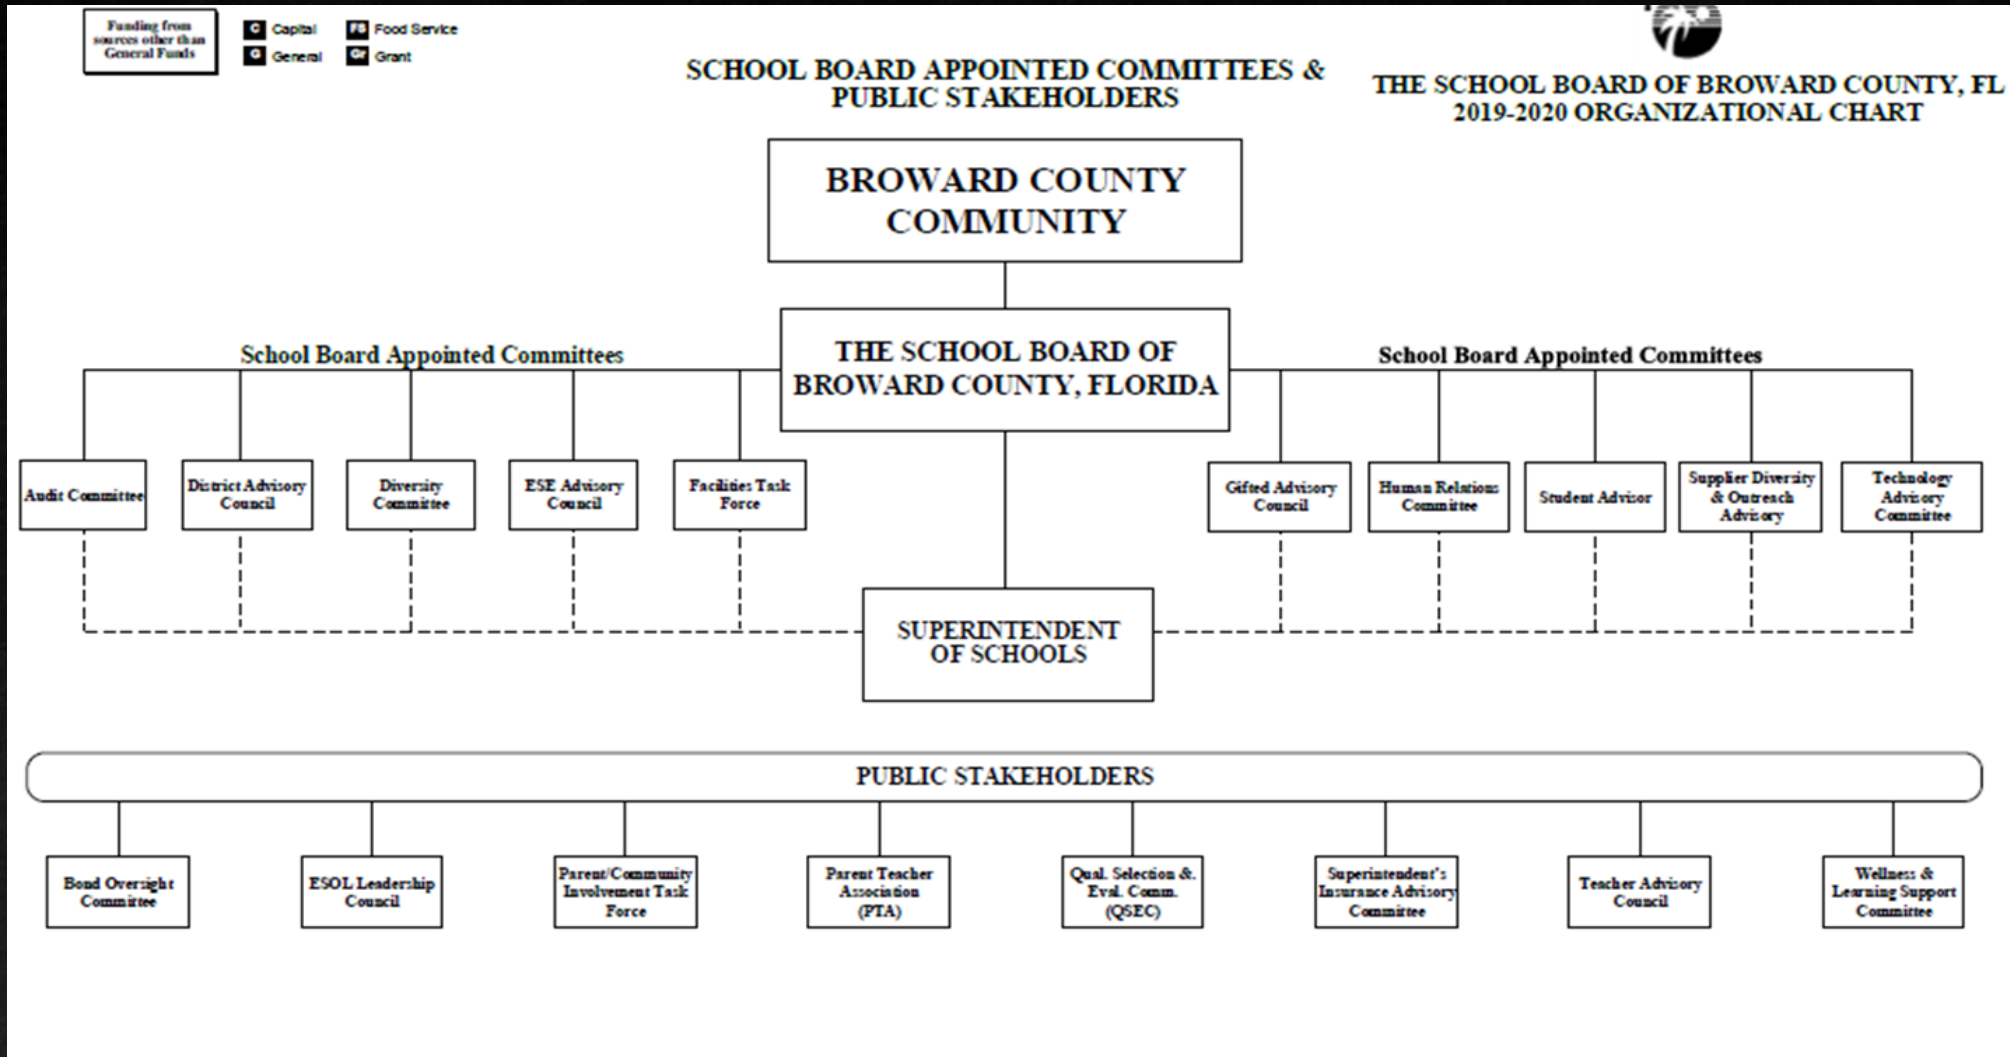 Funding from
sources other than
General Funds
C Capital
FS Food Service
G General
Gr Grant
SCHOOL BOARD APPOINTED COMMITTEES &
PUBLIC STAKEHOLDERS
THE SCHOOL BOARD OF BROWARD COUNTY, FL
2019-2020 ORGANIZATIONAL CHART
BROWARD COUNTY
COMMUNITY
THE SCHOOL BOARD OF
BROWARD COUNTY, FLORIDA
School Board Appointed Committees
School Board Appointed Committees
Audit Committee
District Advisory
Council
Diversity
Committee
ESE Advisory
Council
Facilities Task
Force
Gifted Advisory
Council
Human Relations
Committee
Student Advisor
Supplier Diversity
& Outreach
Advisory
Technology
Advisory
Committee
SUPERINTENDENT
OF SCHOOLS
PUBLIC STAKEHOLDERS
Bond Oversight
Committee
ESOL Leadership
Council
Parent/Community
Involvement Task
Force
Parent Teacher
Association
(PTA)
Qual. Selection &.
Eval. Comm.
(QSEC)
Superintendent's
Insurance Advisory
Committee
Teacher Advisory
Council
Wellness &
Learning Support
Committee